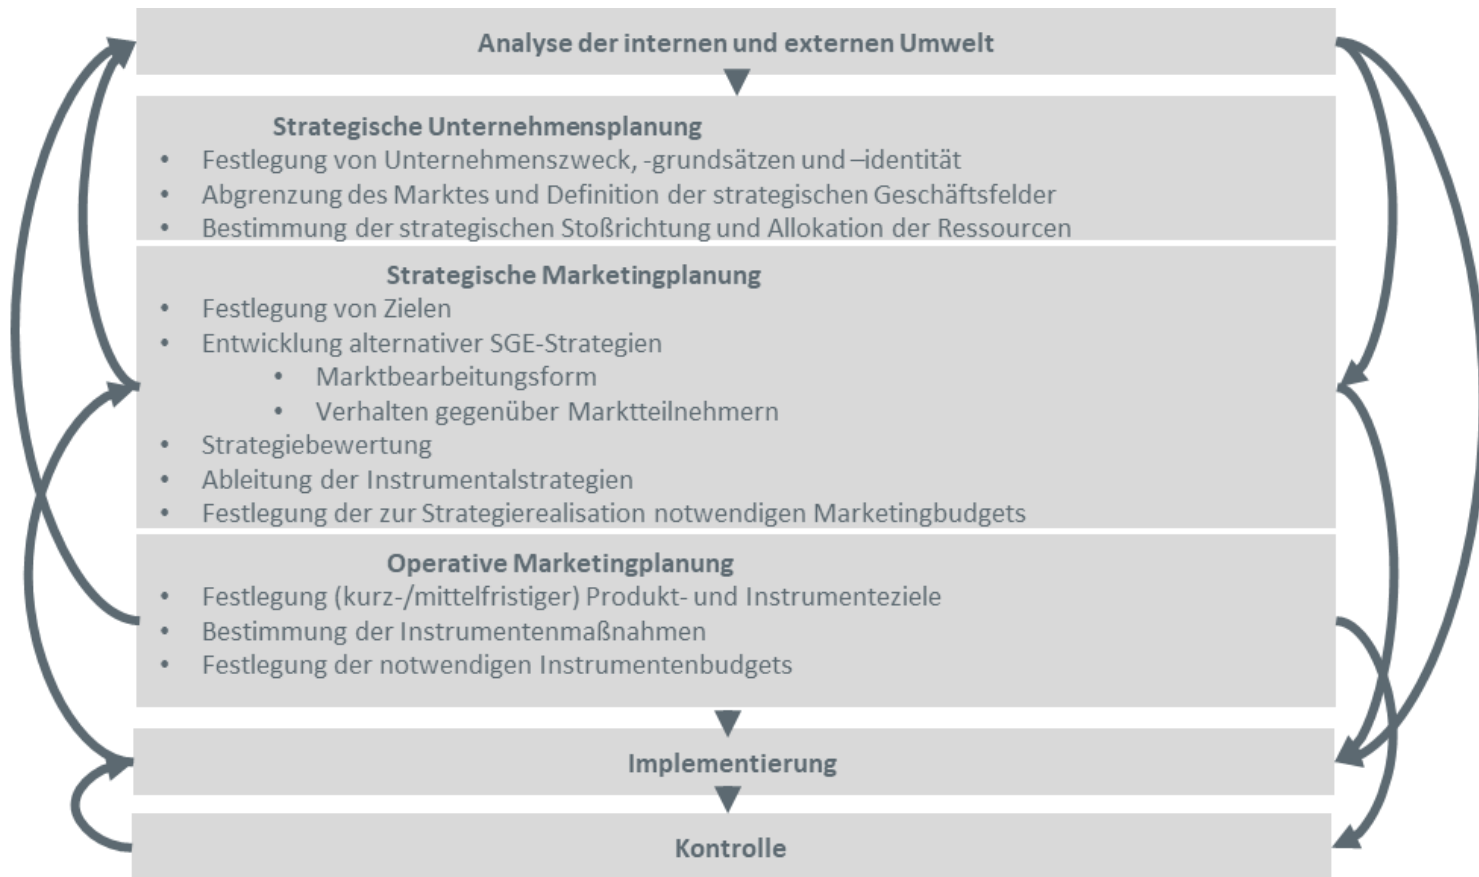 Analyse der internen und externen Umwelt
Strategische Unternehmensplanung
• Festlegung von Unternehmenszweck, -grundsätzen und –identität
• Abgrenzung des Marktes und Definition der strategischen Geschäftsfelder
• Bestimmung der strategischen Stoßrichtung und Allokation der Ressourcen
Strategische Marketingplanung
• Festlegung von Zielen
• Entwicklung alternativer SGE-Strategien
• Marktbearbeitungsform
• Verhalten gegenüber Marktteilnehmern
• Strategiebewertung
• Ableitung der Instrumentalstrategien
• Festlegung der zur Strategierealisation notwendigen Marketingbudgets
Operative Marketingplanung
• Festlegung (kurz-/mittelfristiger) Produkt- und Instrumenteziele
• Bestimmung der Instrumentenmaßnahmen
• Festlegung der notwendigen Instrumentenbudgets
Implementierung
Kontrolle